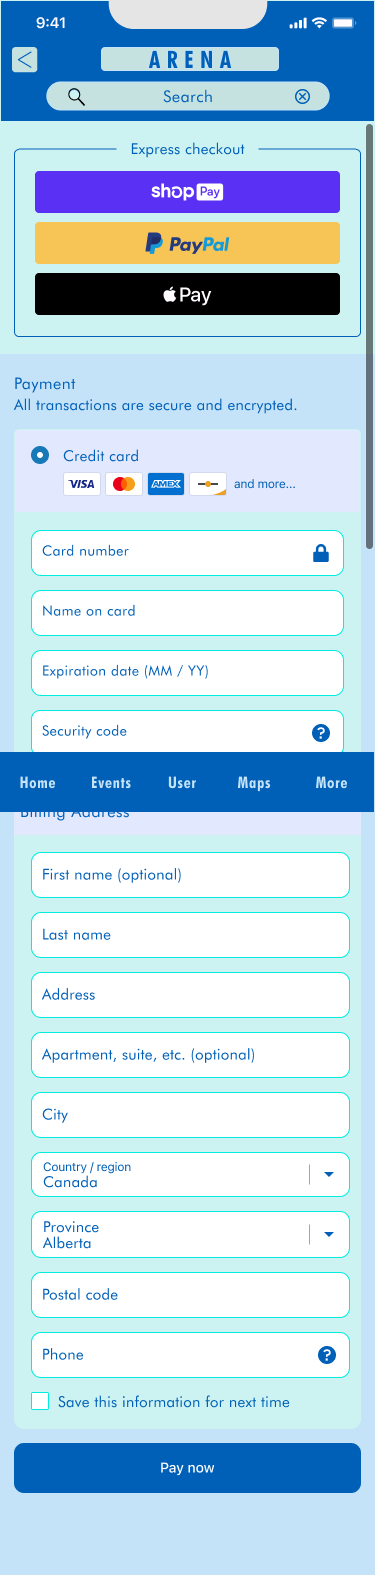 9:41
<
ARENA
Search
Express checkout
shop Pay
PayPal
Pay
Payment
All transactions are secure and encrypted.
Credit card
VISA
AMEX
and more...
Card number
Name on card
Expiration date (MM / YY)
Security code
?
Home Events User Maps More
Billing Address
First name (optional)
Last name
Address
Apartment, suite, etc. (optional)
City
Country / region
Canada
Province
Alberta
Postal code
Phone
?
Save this information for next time
Pay now